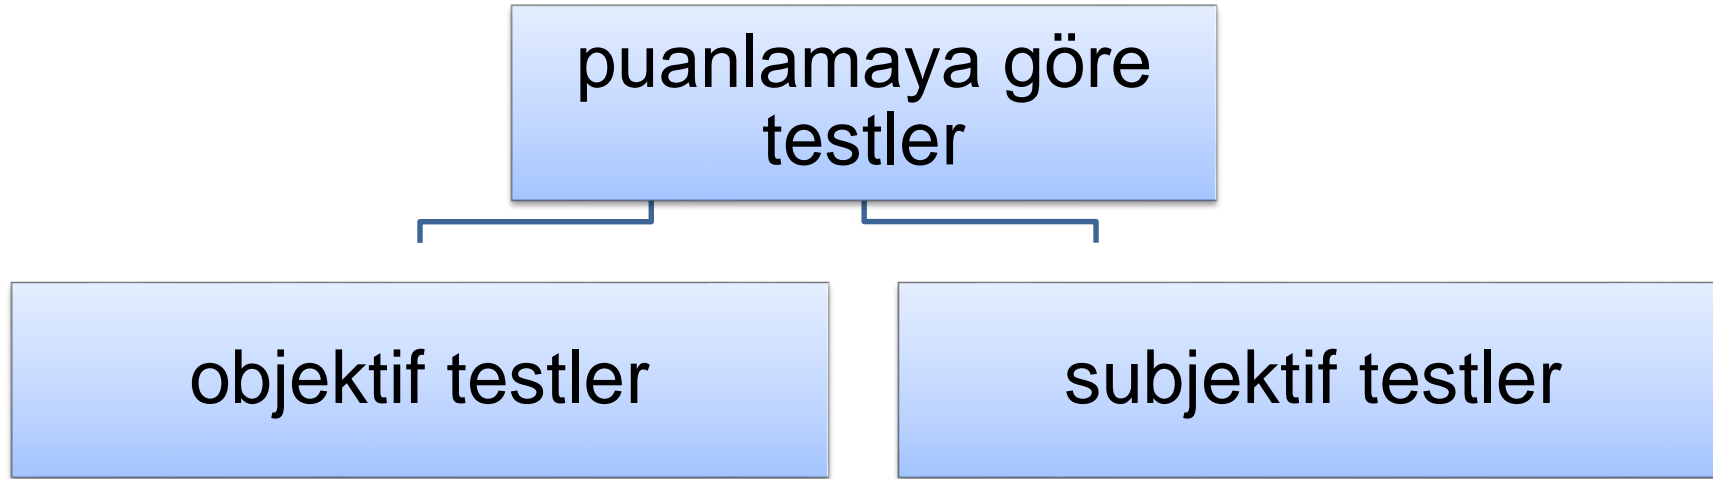 puanlamaya göre
testler
objektif testler
subjektif testler